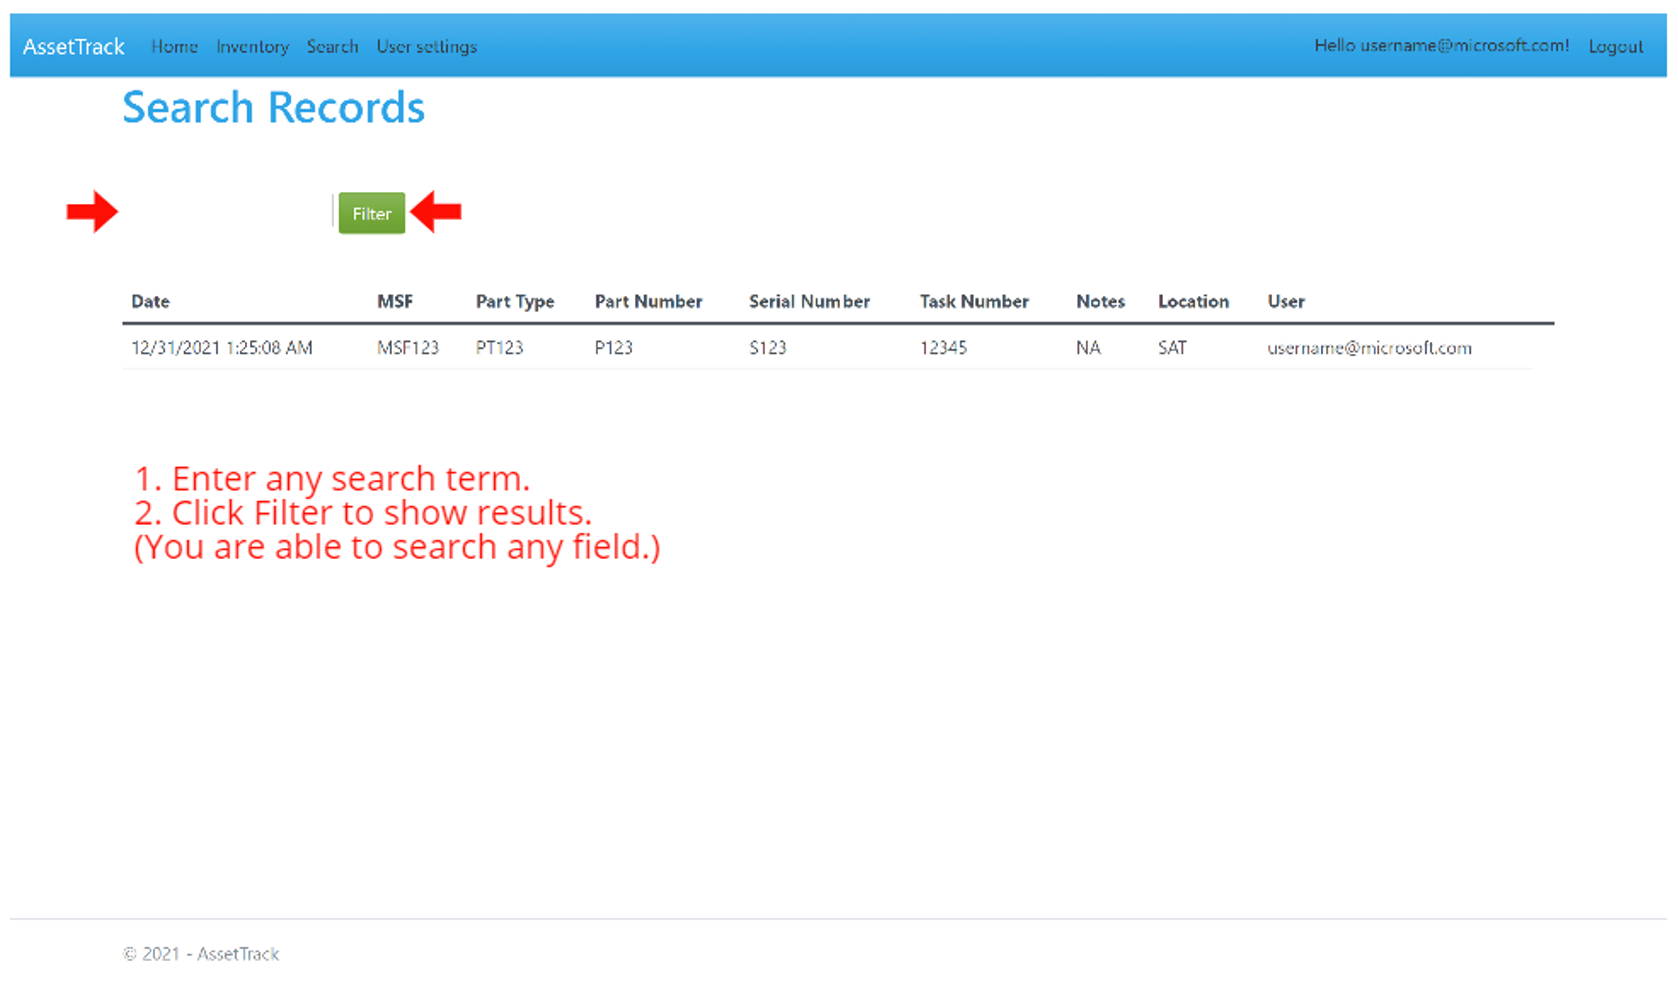 AssetTrack Home Inventory Search User settings Hello username@microsoft.com! Logout
Search Records
Filter
Date MSF Part Type Part Number Serial Number Task Number Notes Location User
12/31/2021 1:25:08 AM MSF123 PT123 P123 S123 12345 NA SAT username@microsoft.com
1. Enter any search term.
2. Click Filter to show results.
(You are able to search any field.)
© 2021 - AssetTrack